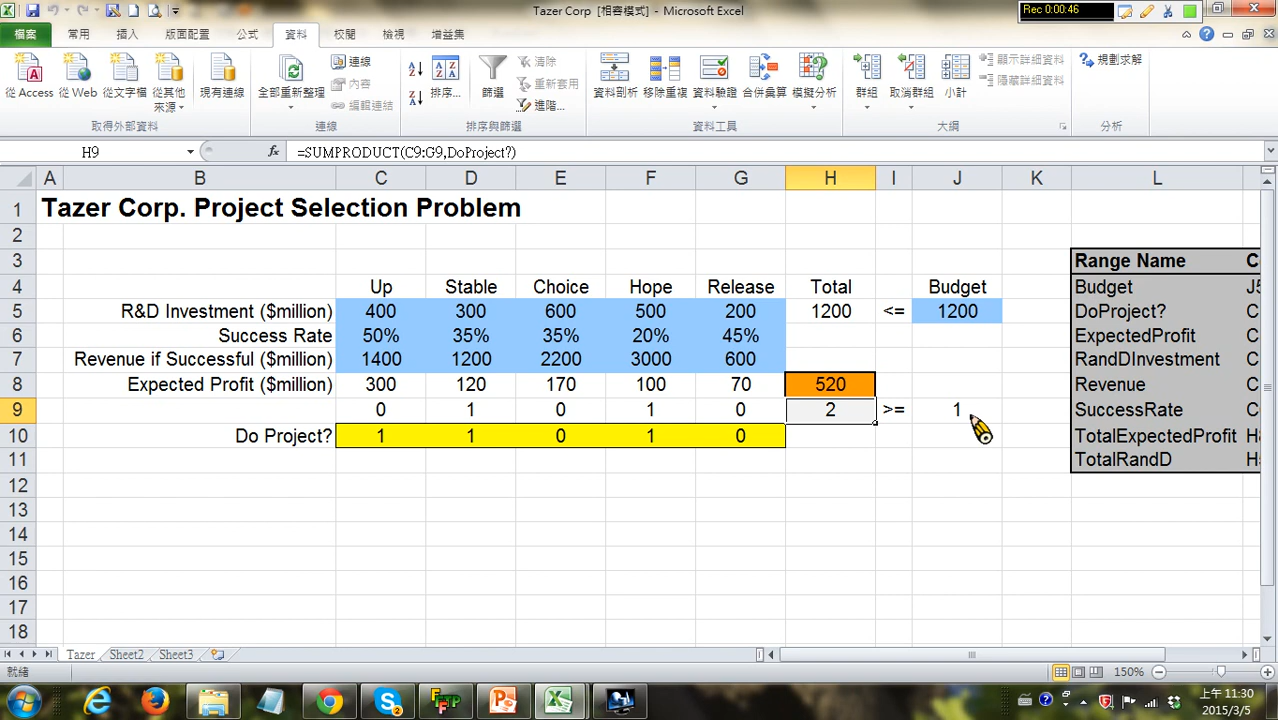 Tazer Corp [相容模式] - Microsoft Excel
Rec 0:00:46
檔案 常用 插入 版面配置 公式 資料 校閱 檢視 增益集
從 Access 從 Web 從文字檔 從其他來源 現有連線
取得外部資料
全部重新整理 連線 內容 編輯連結
連線
排序... 篩選 清除 重新套用 進階...
排序與篩選
資料剖析 移除重複 資料驗證 合併彙算 模擬分析
資料工具
群組 取消群組 小計 顯示詳細資料 隱藏詳細資料
大綱
規劃求解
分析
H9 fx =SUMPRODUCT(C9:G9,DoProject?)
A B C D E F G H I J K L
1 Tazer Corp. Project Selection Problem
2
3 Range Name C
4 Up Stable Choice Hope Release Total Budget Budget J5
5 R&D Investment ($million) 400 300 600 500 200 1200 <= 1200 DoProject? C
6 Success Rate 50% 35% 35% 20% 45% ExpectedProfit C
7 Revenue if Successful ($million) 1400 1200 2200 3000 600 RandDInvestment C
8 Expected Profit ($million) 300 120 170 100 70 520 Revenue C
9 0 1 0 1 0 2 >= 1 SuccessRate C
10 Do Project? 1 1 0 1 0 TotalExpectedProfit H8
11 TotalRandD H5
12
13
14
15
16
17
18
Tazer Sheet2 Sheet3
就緒 150%
上午 11:30
2015/3/5